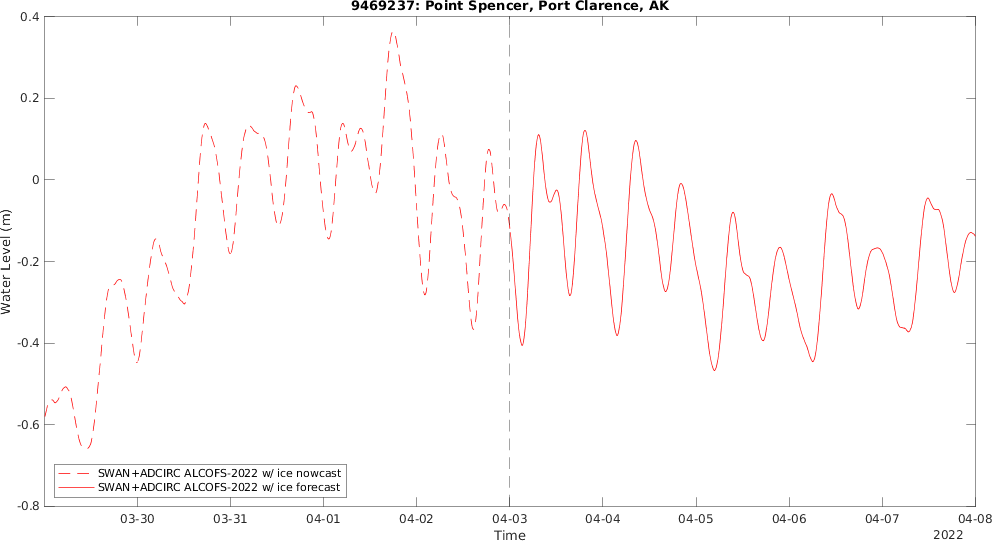 9469237: Point Spencer, Port Clarence, AK
0.4
0.2
0
-0.2
-0.4
-0.6
-0.8
Water Level (m)
SWAN+ADCIRC ALCOFS-2022 w/ ice nowcast
SWAN+ADCIRC ALCOFS-2022 w/ ice forecast
03-30 03-31 04-01 04-02 04-03 04-04 04-05 04-06 04-07 04-08
Time
2022